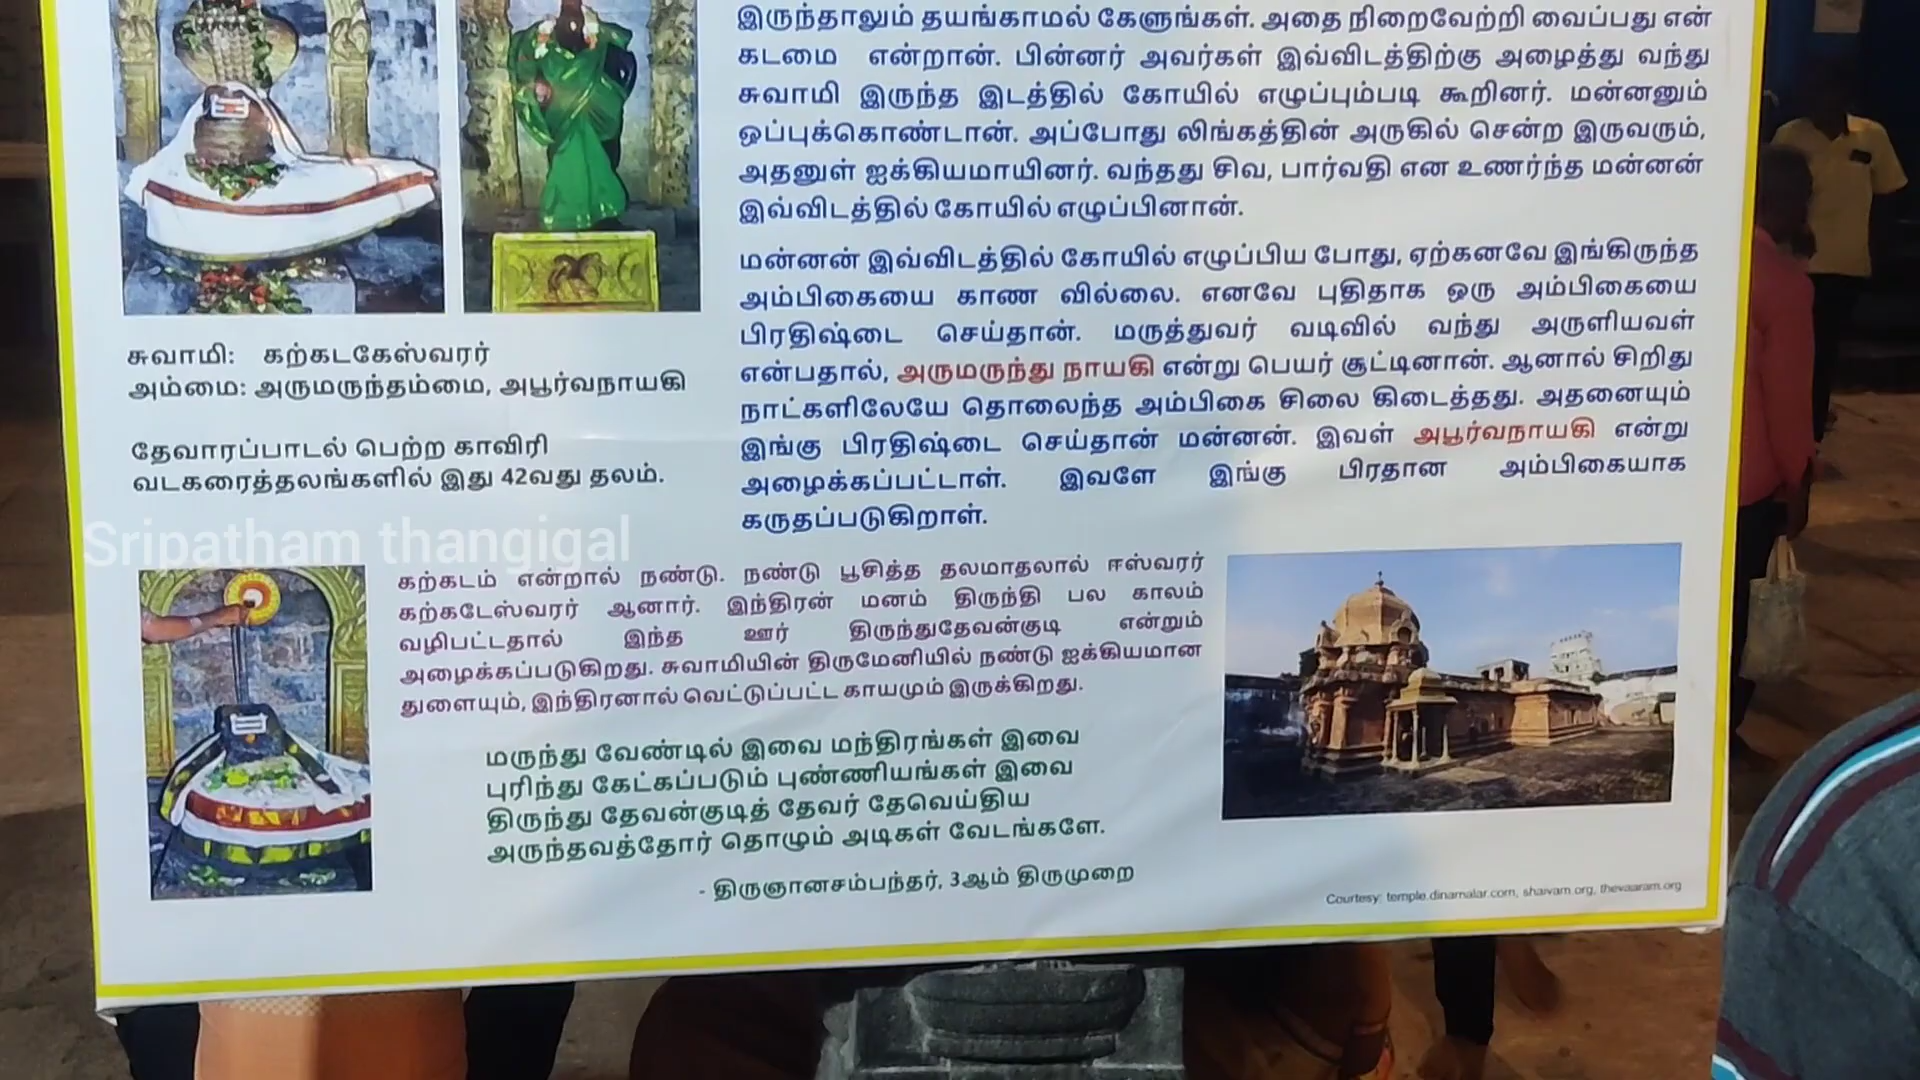 இருந்தாலும் தயங்காமல் கேளுங்கள். அதை நிறைவேற்றி வைப்பது என்
கடமை என்றான். பின்னர் அவர்கள் இவ்விடத்திற்கு அழைத்து வந்து
சுவாமி இருந்த இடத்தில் கோயில் எழுப்பும்படி கூறினர். மன்னனும்
ஒப்புக்கொண்டான். அப்போது லிங்கத்தின் அருகில் சென்ற இருவரும்,
அதனுள் ஐக்கியமாயினர். வந்தது சிவ, பார்வதி என உணர்ந்த மன்னன்
இவ்விடத்தில் கோயில் எழுப்பினான்.
மன்னன் இவ்விடத்தில் கோயில் எழுப்பிய போது, ஏற்கனவே இங்கிருந்த
அம்பிகையை காண வில்லை. எனவே புதிதாக ஒரு அம்பிகையை
பிரதிஷ்டை செய்தான். மருத்துவர் வடிவில் வந்து அருளியவள்
என்பதால், அருமருந்து நாயகி என்று பெயர் சூட்டினான். ஆனால் சிறிது
நாட்களிலேயே தொலைந்த அம்பிகை சிலை கிடைத்தது. அதனையும்
இங்கு பிரதிஷ்டை செய்தான் மன்னன். இவள் அபூர்வநாயகி என்று
அழைக்கப்பட்டாள். இவளே இங்கு பிரதான அம்பிகையாக
கருதப்படுகிறாள்.
சுவாமி: கற்கடகேஸ்வரர்
அம்மை: அருமருந்தம்மை, அபூர்வநாயகி
தேவாரப்பாடல் பெற்ற காவிரி
வடகரைத்தலங்களில் இது 42வது தலம்.
Sripatham thangigal
கற்கடம் என்றால் நண்டு. நண்டு பூசித்த தலமாதலால் ஈஸ்வரர்
கற்கடேஸ்வரர் ஆனார். இந்திரன் மனம் திருந்தி பல காலம்
வழிபட்டதால் இந்த ஊர் திருந்துதேவன்குடி என்றும்
அழைக்கப்படுகிறது. சுவாமியின் திருமேனியில் நண்டு ஐக்கியமான
துளையும், இந்திரனால் வெட்டுப்பட்ட காயமும் இருக்கிறது.
மருந்து வேண்டில் இவை மந்திரங்கள் இவை
புரிந்து கேட்கப்படும் புண்ணியங்கள் இவை
திருந்து தேவன்குடித் தேவர் தேவெய்திய
அருந்தவத்தோர் தொழும் அடிகள் வேடங்களே.
- திருஞானசம்பந்தர், 3ஆம் திருமுறை
Courtesy: temple.dinamalar.com, shaivam.org, thevaaram.org